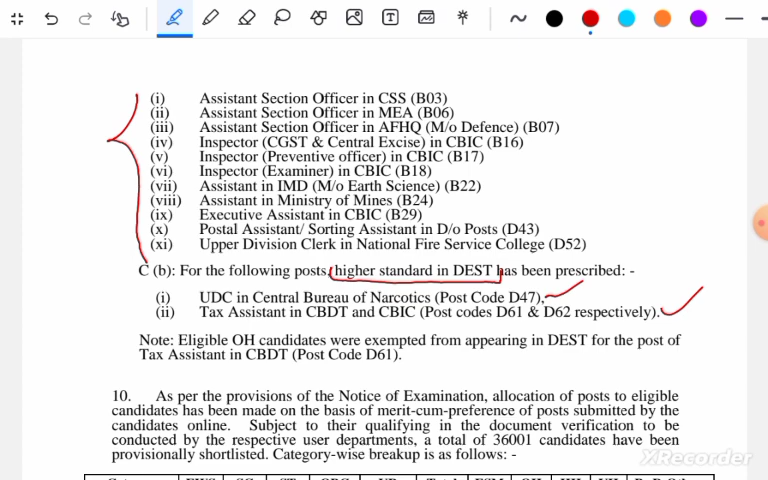 (i) Assistant Section Officer in CSS (B03)
(ii) Assistant Section Officer in MEA (B06)
(iii) Assistant Section Officer in AFHQ (M/o Defence) (B07)
(iv) Inspector (CGST & Central Excise) in CBIC (B16)
(v) Inspector (Preventive officer) in CBIC (B17)
(vi) Inspector (Examiner) in CBIC (B18)
(vii) Assistant in IMD (M/o Earth Science) (B22)
(viii) Assistant in Ministry of Mines (B24)
(ix) Executive Assistant in CBIC (B29)
(x) Postal Assistant/ Sorting Assistant in D/o Posts (D43)
(xi) Upper Division Clerk in National Fire Service College (D52)
C (b): For the following posts, higher standard in DEST has been prescribed: -
(i) UDC in Central Bureau of Narcotics (Post Code D47),
(ii) Tax Assistant in CBDT and CBIC (Post codes D61 & D62 respectively).
Note: Eligible OH candidates were exempted from appearing in DEST for the post of
Tax Assistant in CBDT (Post Code D61).
10. As per the provisions of the Notice of Examination, allocation of posts to eligible
candidates has been made on the basis of merit-cum-preference of posts submitted by the
candidates online. Subject to their qualifying in the document verification to be
conducted by the respective user departments, a total of 36001 candidates have been
provisionally shortlisted. Category-wise breakup is as follows: -
XRecorder